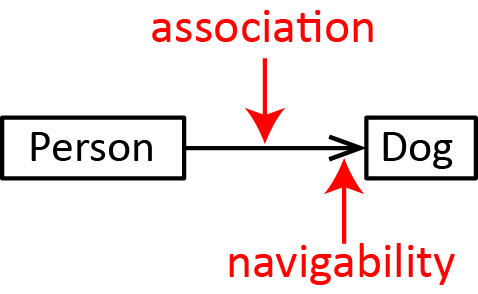 association
Person
Dog
navigability